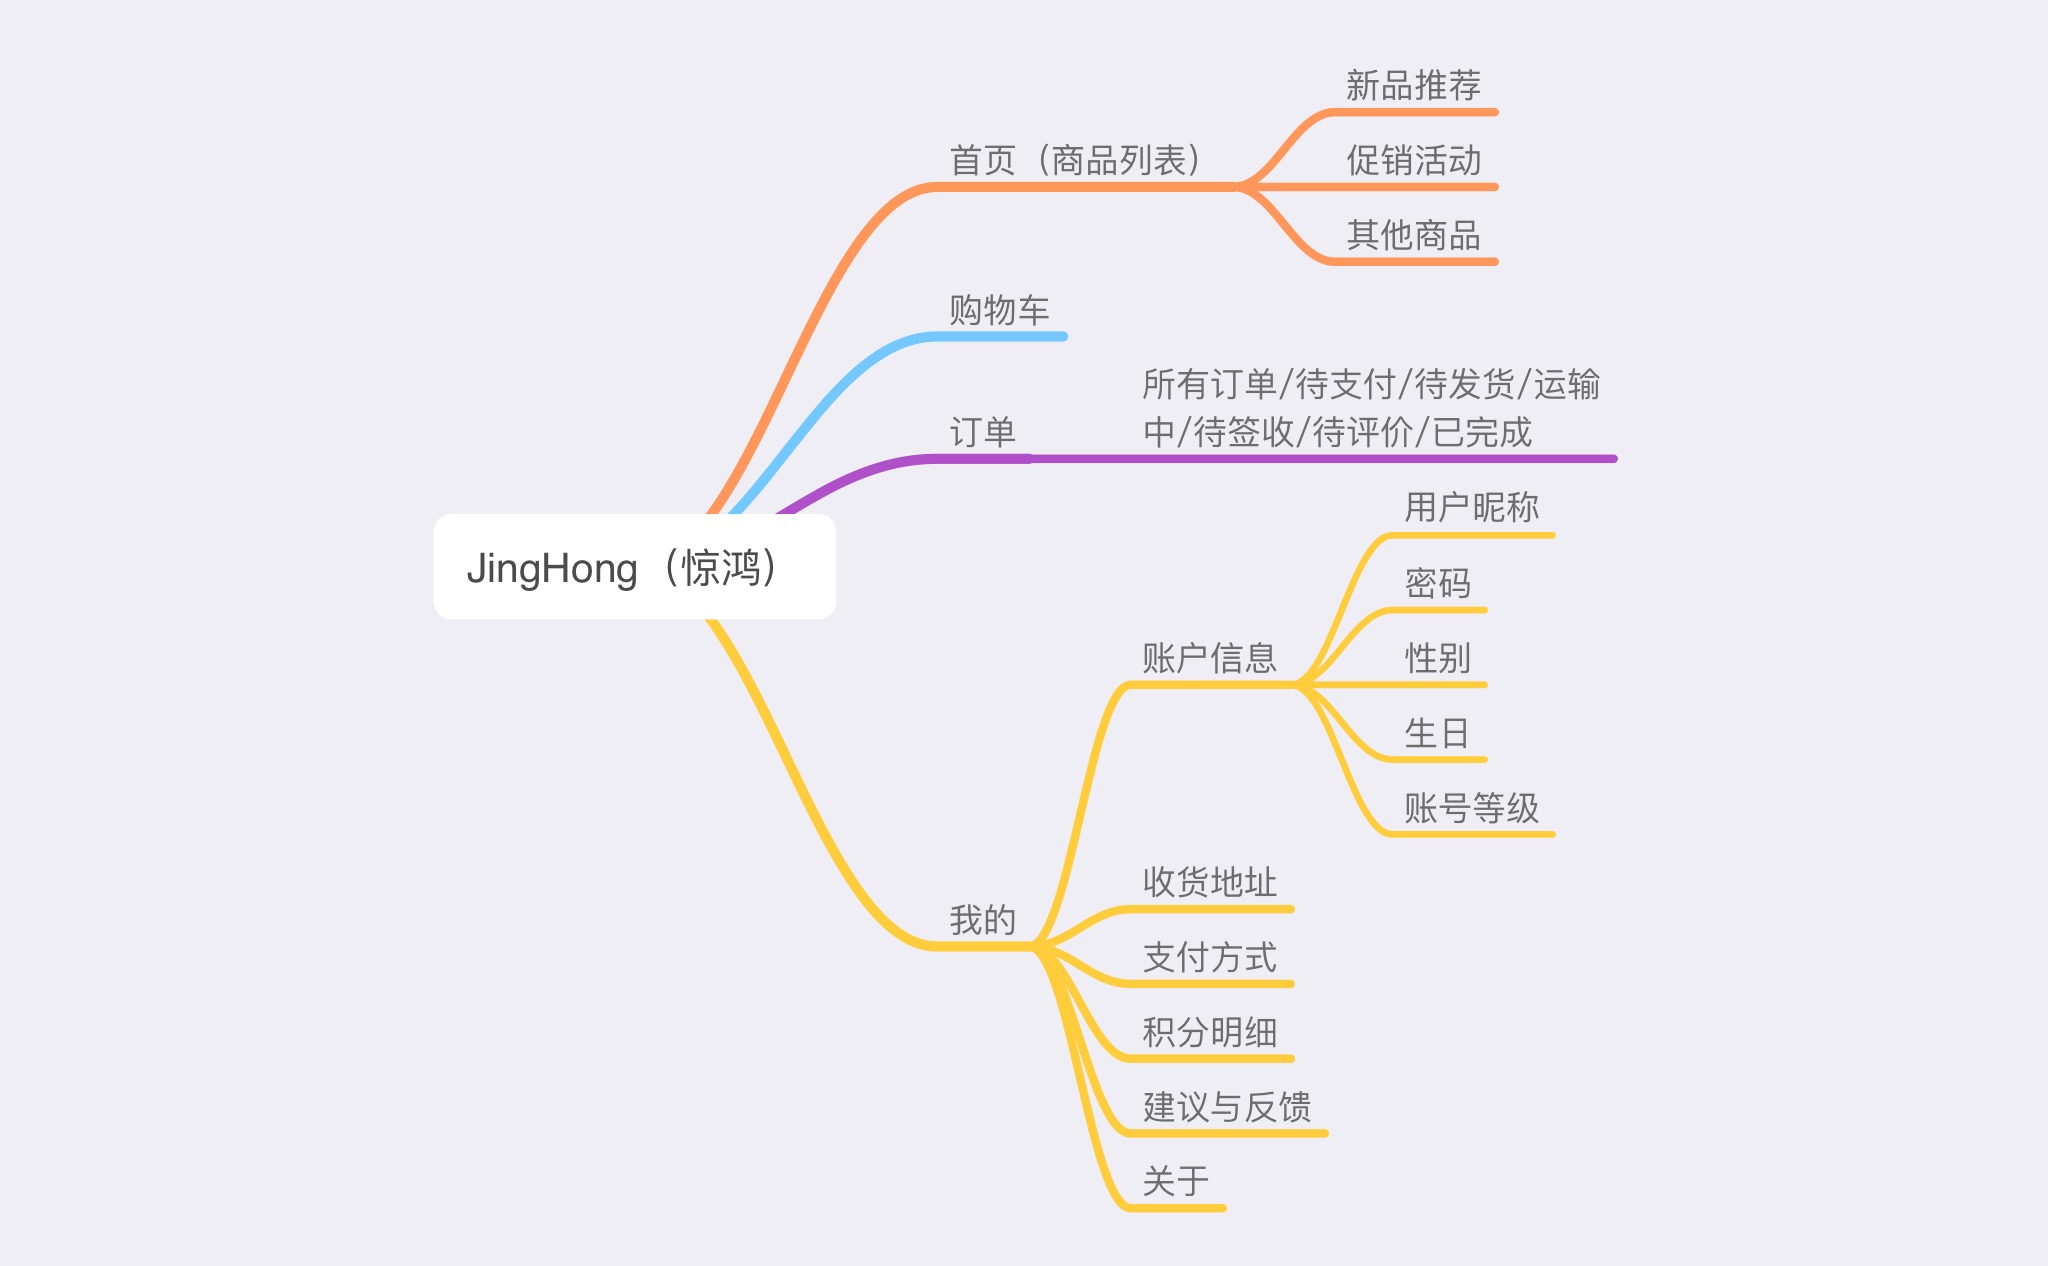 新品推荐
首页（商品列表）
促销活动
其他商品
购物车
所有订单/待支付/待发货/运输
中/待签收/待评价/已完成
订单
JingHong（惊鸿）
用户昵称
密码
账户信息
性别
生日
账号等级
收货地址
我的
支付方式
积分明细
建议与反馈
关于